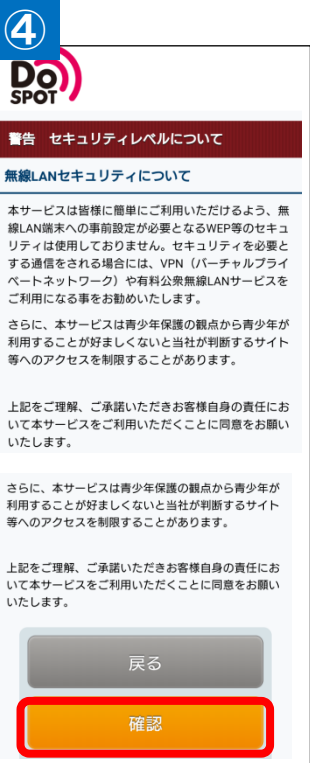 ④
Do
SPOT
警告 セキュリティレベルについて
無線LANセキュリティについて
本サービスは皆様に簡単にご利用いただけるよう、無
線LAN端末への事前設定が必要となるWEP等のセキュ
リティは使用しておりません。セキュリティを必要と
する通信をされる場合には、VPN（バーチャルプライ
ベートネットワーク）や有料公衆無線LANサービスを
ご利用になる事をお勧めいたします。
さらに、本サービスは青少年保護の観点から青少年が
利用することが好ましくないと当社が判断するサイト
等へのアクセスを制限することがあります。
上記をご理解、ご承諾いただきお客様自身の責任にお
いて本サービスをご利用いただくことに同意をお願い
いたします。
さらに、本サービスは青少年保護の観点から青少年が
利用することが好ましくないと当社が判断するサイト
等へのアクセスを制限することがあります。
上記をご理解、ご承諾いただきお客様自身の責任にお
いて本サービスをご利用いただくことに同意をお願い
いたします。
戻る
確認